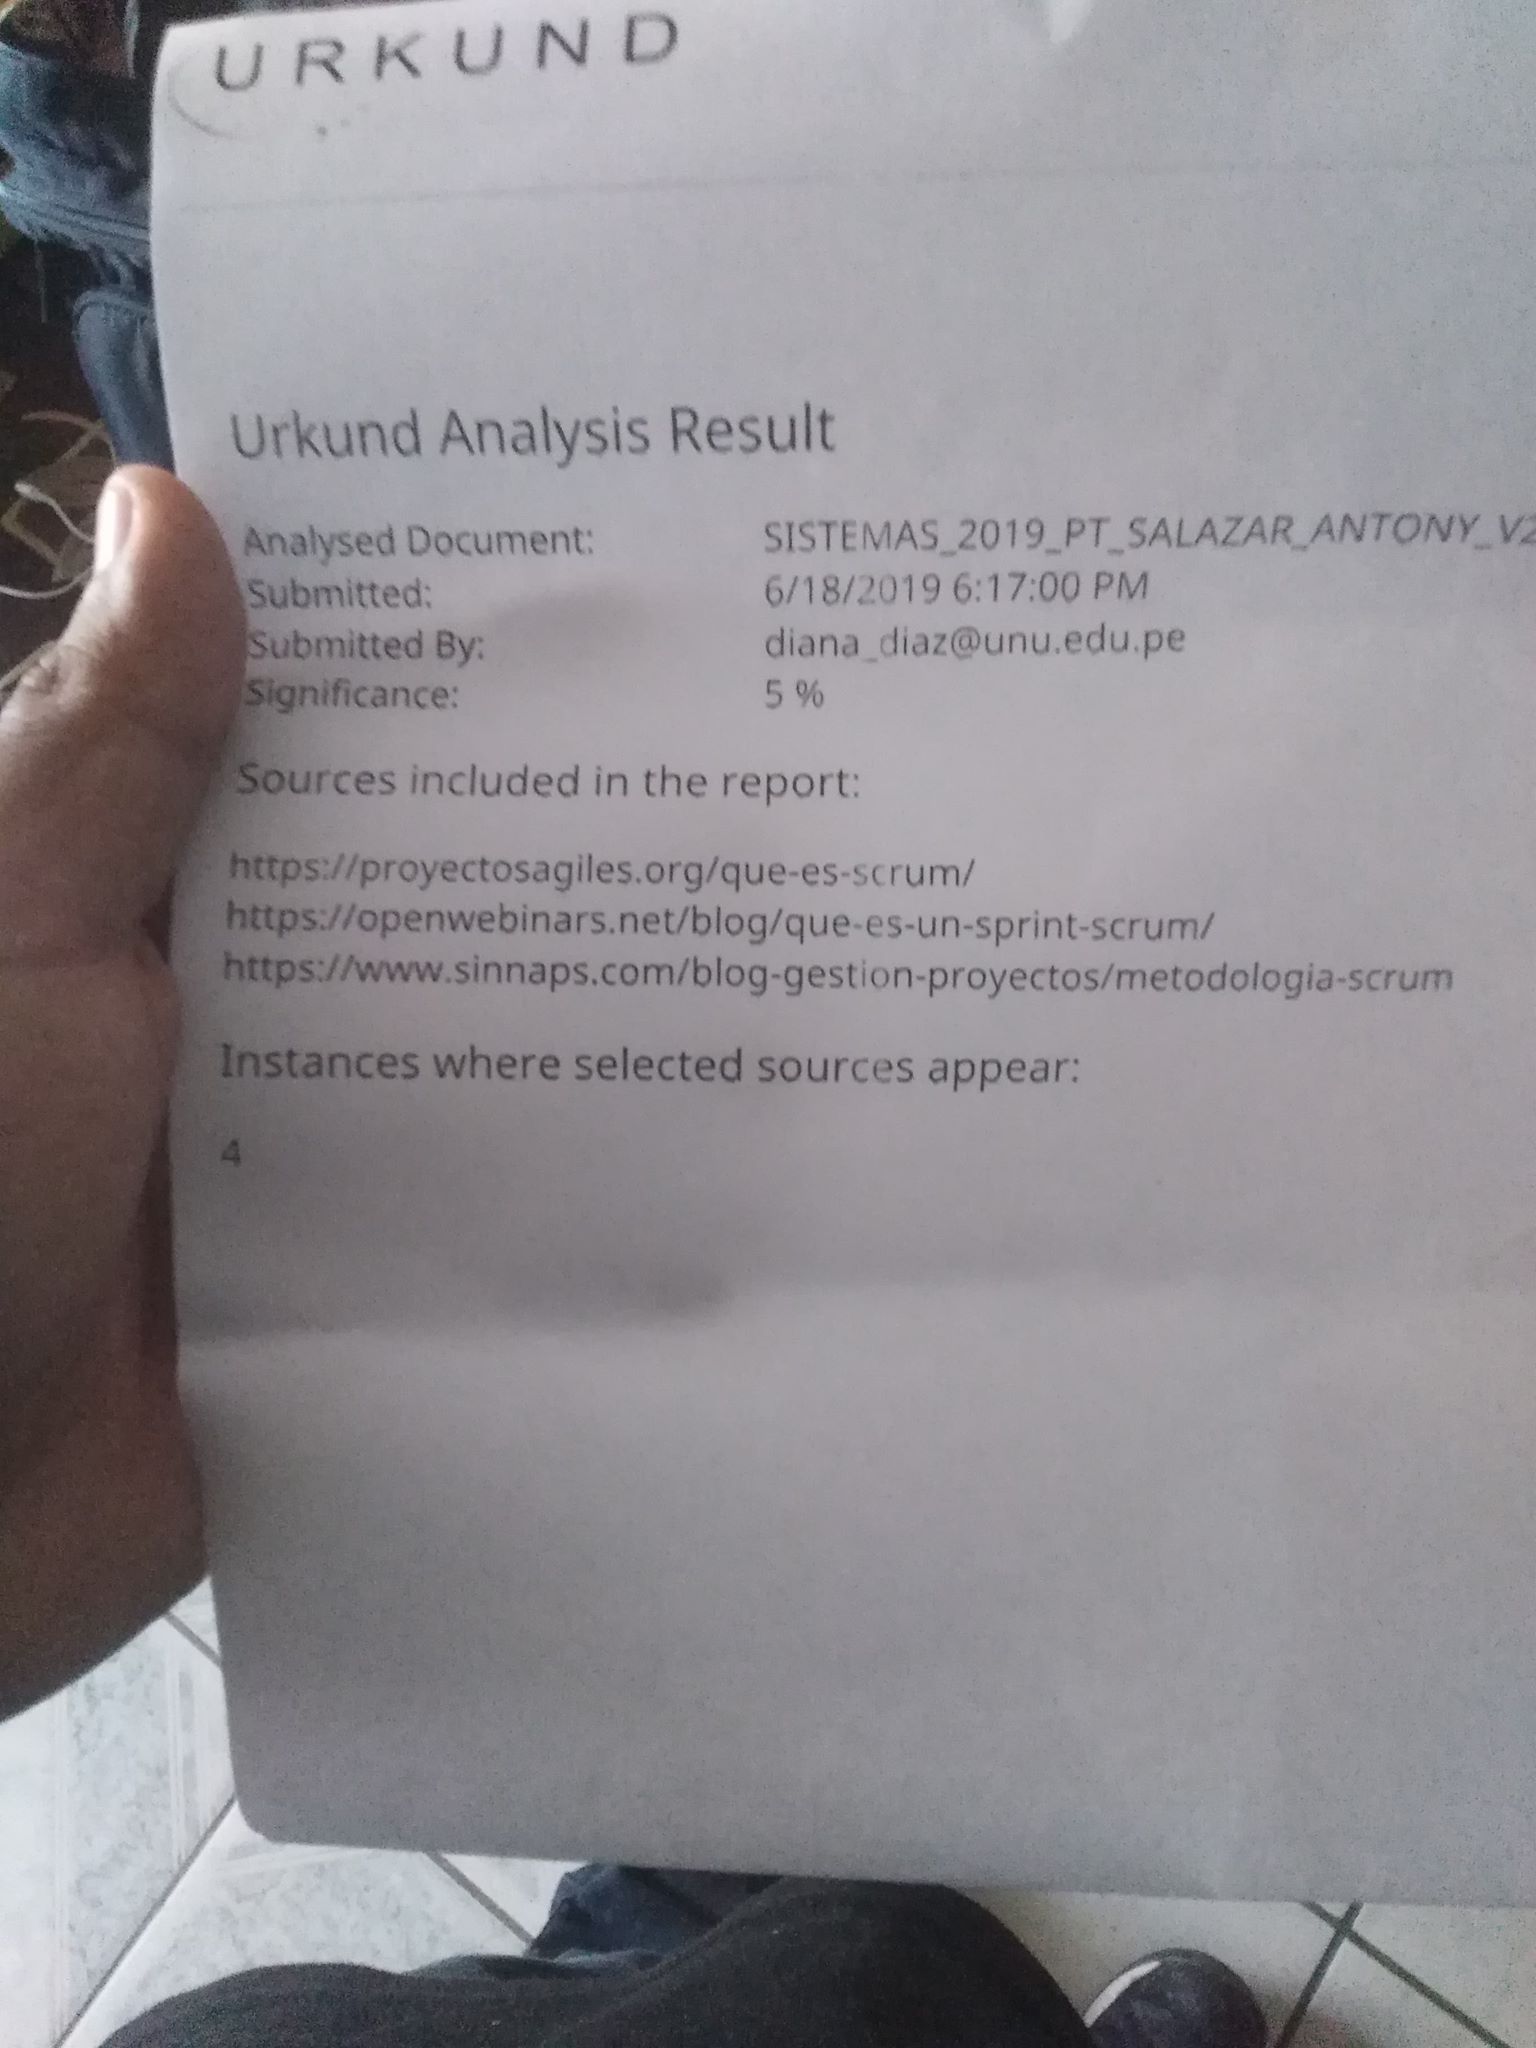 URKUND
Urkund Analysis Result
Analysed Document: SISTEMAS_2019_PT_SALAZAR_ANTONY_V2
Submitted: 6/18/2019 6:17:00 PM
Submitted By: diana_diaz@unu.edu.pe
Significance: 5 %
Sources included in the report:
https://proyectosagiles.org/que-es-scrum/
https://openwebinars.net/blog/que-es-un-sprint-scrum/
https://www.sinnaps.com/blog-gestion-proyectos/metodologia-scrum
Instances where selected sources appear:
4